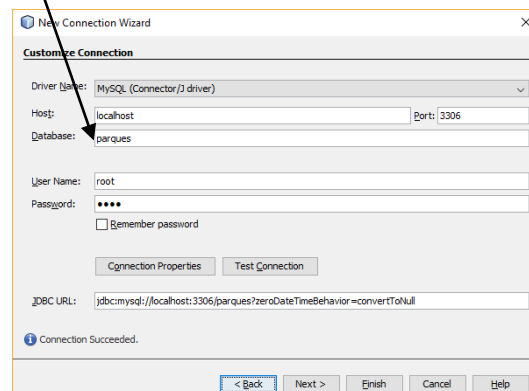 New Connection Wizard
Customize Connection
Driver Name: MySQL (Connector/J driver)
Host: localhost Port: 3306
Database: parques
User Name: root
Password: ••••
Remember password
Connection Properties Test Connection
JDBC URL: jdbc:mysql://localhost:3306/parques?zeroDateTimeBehavior=convertToNull
Connection Succeeded.
< Back Next > Finish Cancel Help